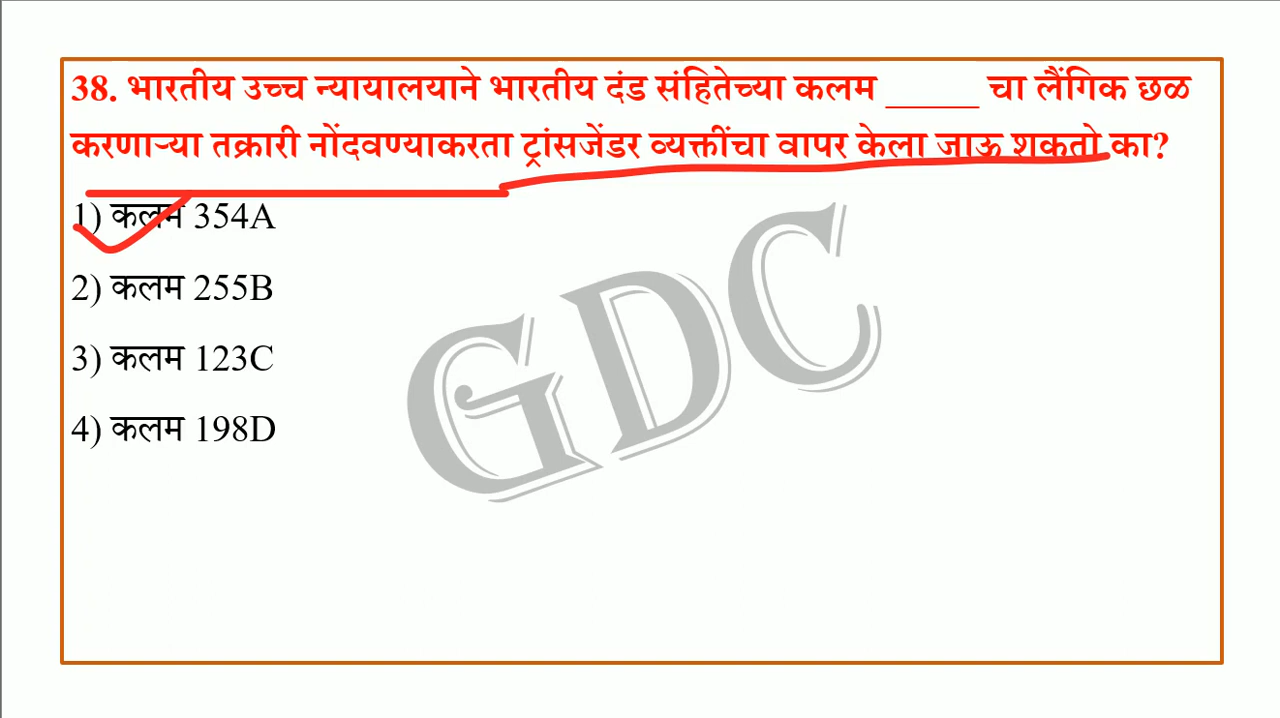 38. भारतीय उच्च न्यायालयाने भारतीय दंड संहितेच्या कलम _____ चा लैंगिक छळ
करणाऱ्या तक्रारी नोंदवण्याकरता ट्रांसजेंडर व्यक्तींचा वापर केला जाऊ शकतो का?
1) कलम 354A
2) कलम 255B
3) कलम 123C
4) कलम 198D
GDC